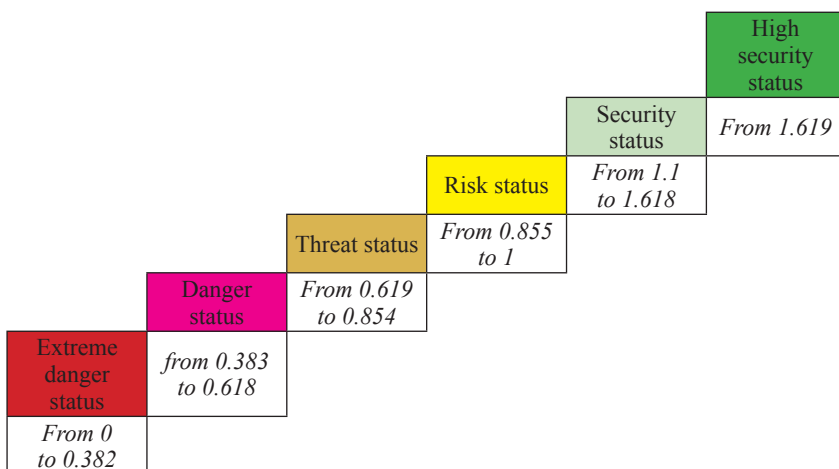 High
security
status
From 1.619
Security
status
From 1.1
to 1.618
Risk status
From 0.855
to 1
Threat status
From 0.619
to 0.854
Danger
status
from 0.383
to 0.618
Extreme
danger
status
From 0
to 0.382